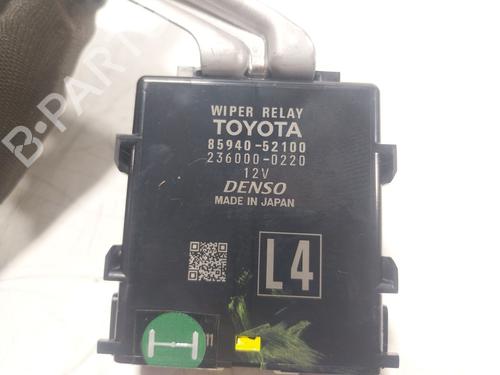 WIPER RELAY
TOYOTA
85940-52100
236000-0220
12V
DENSO
MADE IN JAPAN
L4
H
B-PARTS